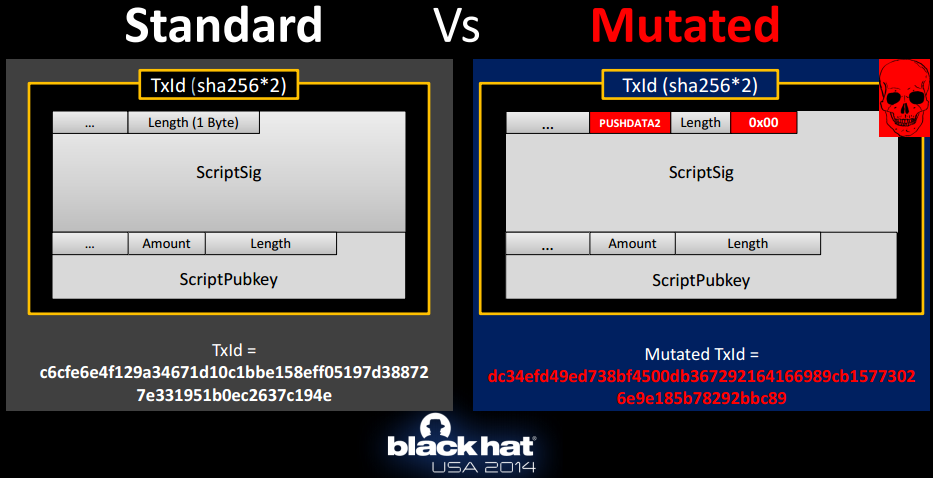 Standard Vs Mutated
TxId (sha256*2)
... Length (1 Byte)
ScriptSig
... Amount Length
ScriptPubkey
TxId =
c6cfe6e4f129a34671d10c1bbe158eff05197d38872
7e331951b0ec2637c194e
TxId (sha256*2)
... PUSHDATA2 Length 0x00
ScriptSig
... Amount Length
ScriptPubkey
Mutated TxId =
dc34efd49ed738bf4500db367292164166989cb1577302
6e9e185b78292bbc89
black hat
USA 2014